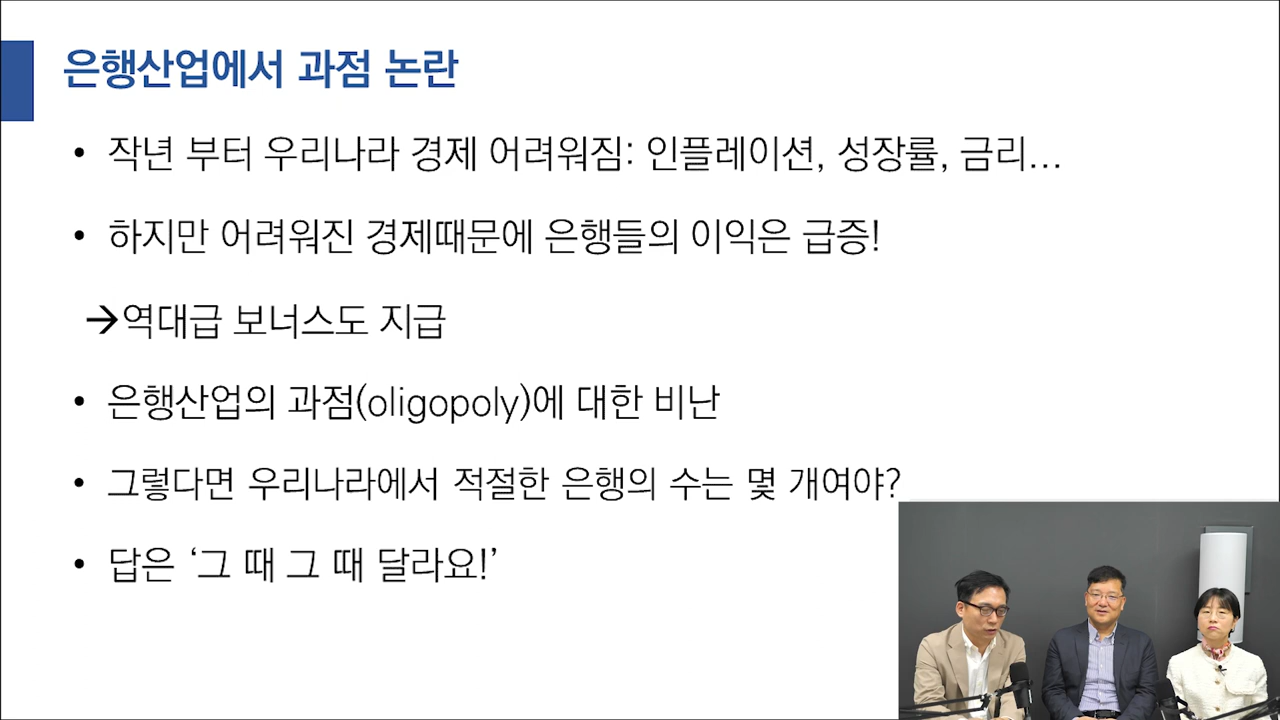 은행산업에서 과점 논란
• 작년 부터 우리나라 경제 어려워짐: 인플레이션, 성장률, 금리…
• 하지만 어려워진 경제때문에 은행들의 이익은 급증!
→역대급 보너스도 지급
• 은행산업의 과점(oligopoly)에 대한 비난
• 그렇다면 우리나라에서 적절한 은행의 수는 몇 개여야?
• 답은 ‘그 때 그 때 달라요!’